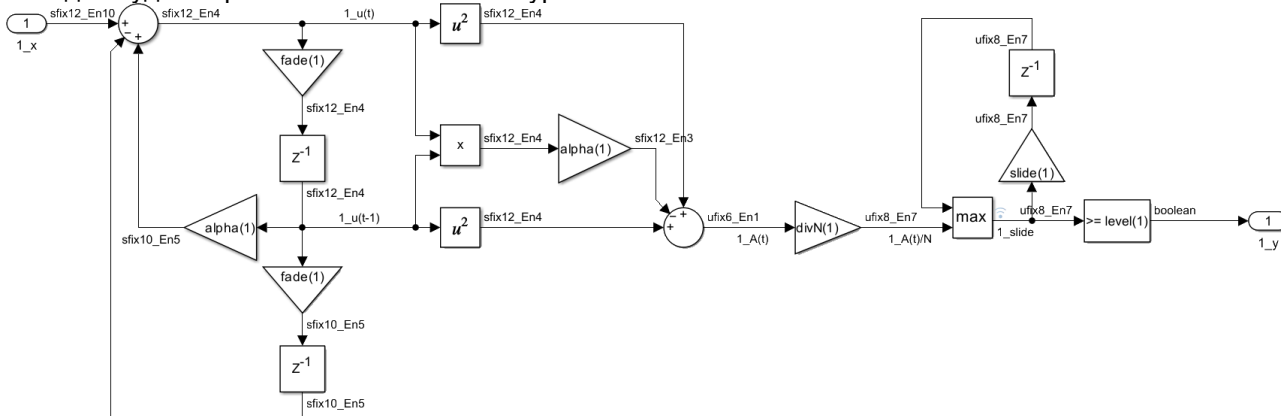 sfix12_En10
1
1_x
+
−
+
sfix12_En4
1_u(t)
u²
sfix12_En4
fade(1)
sfix12_En4
z⁻¹
sfix12_En4
x
sfix12_En4
alpha(1)
sfix12_En3
alpha(1)
sfix10_En5
1_u(t-1)
u²
sfix12_En4
−
+
+
ufix6_En1
1_A(t)
divN(1)
ufix8_En7
1_A(t)/N
max
ufix8_En7
1_slide
slide(1)
ufix8_En7
z⁻¹
ufix8_En7
>= level(1)
boolean
1
1_y
fade(1)
sfix10_En5
z⁻¹
sfix10_En5